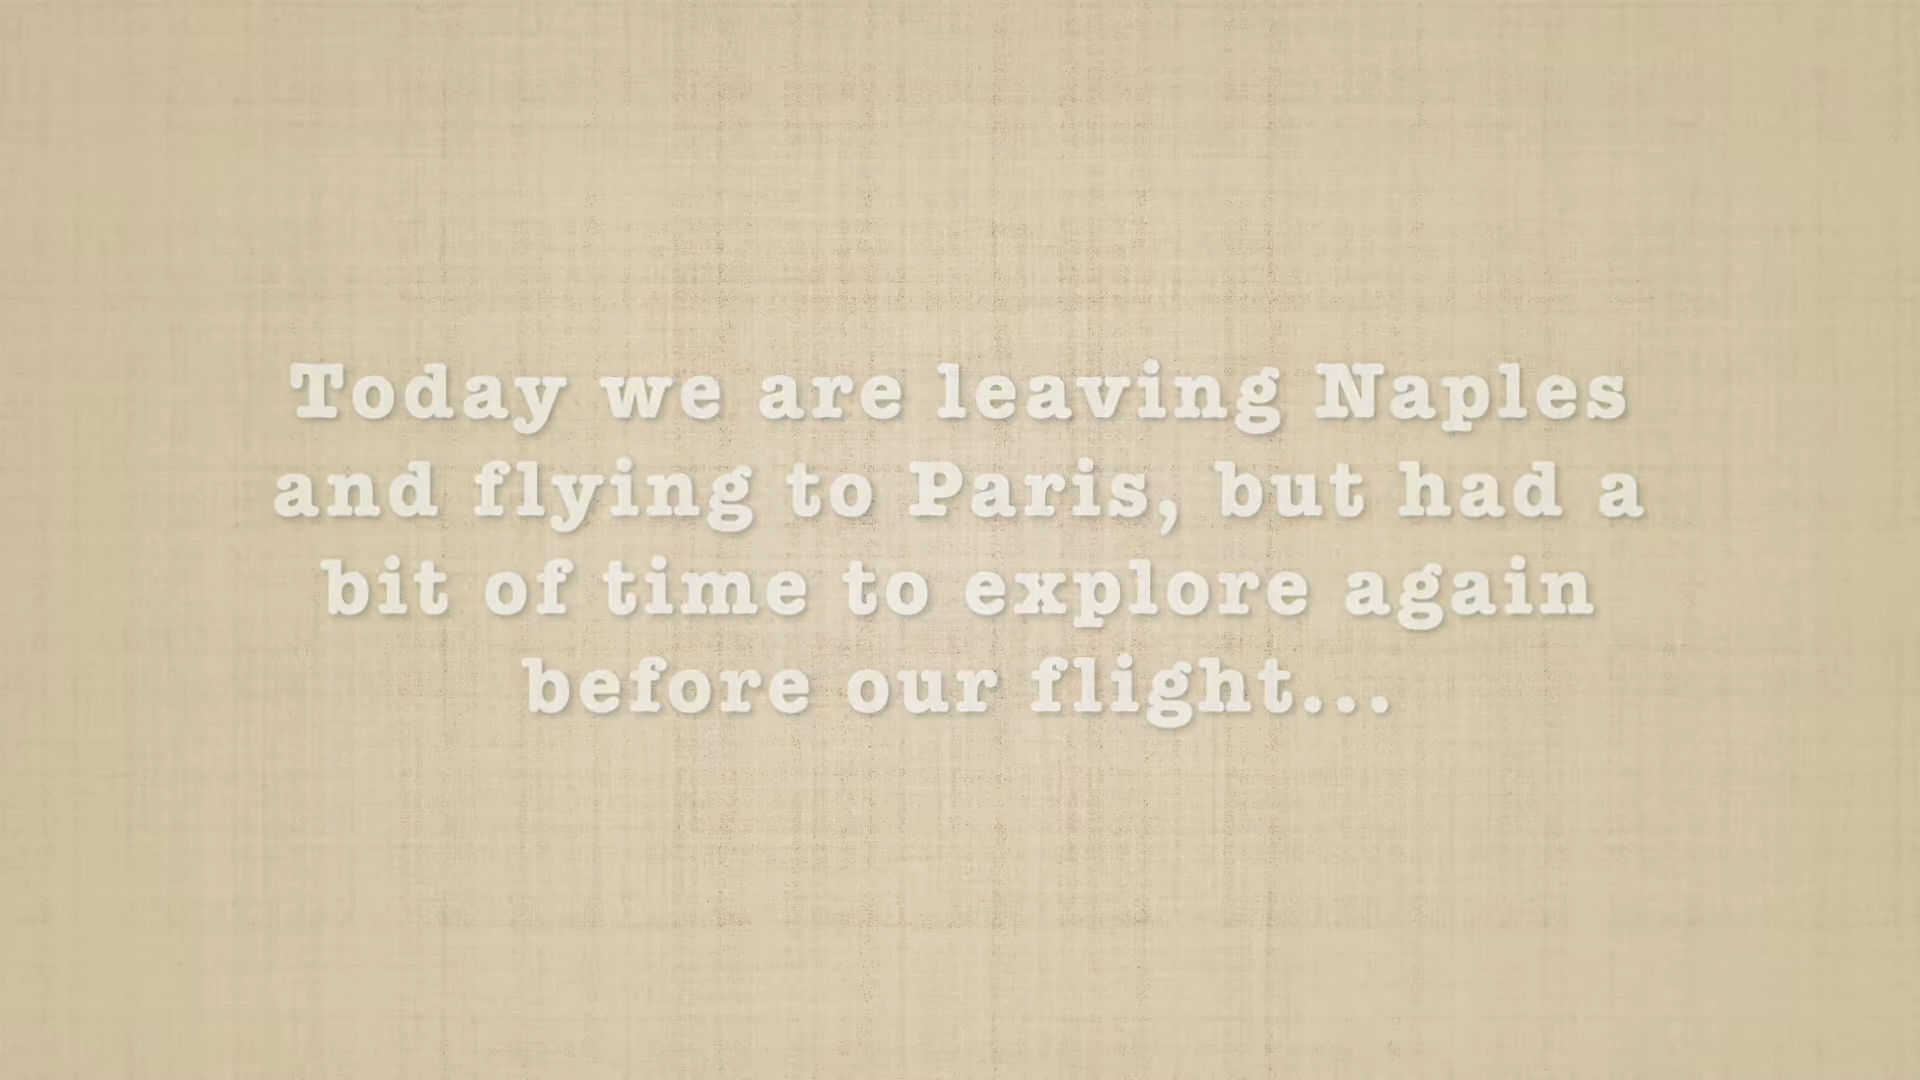 Today we are leaving Naples
and flying to Paris, but had a
bit of time to explore again
before our flight...